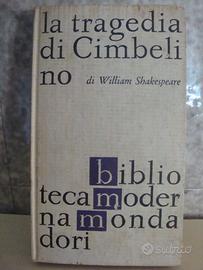 la tragedia
di Cimbeli
no di William Shakespeare
biblio
tecamoder
namonda
dori
subito